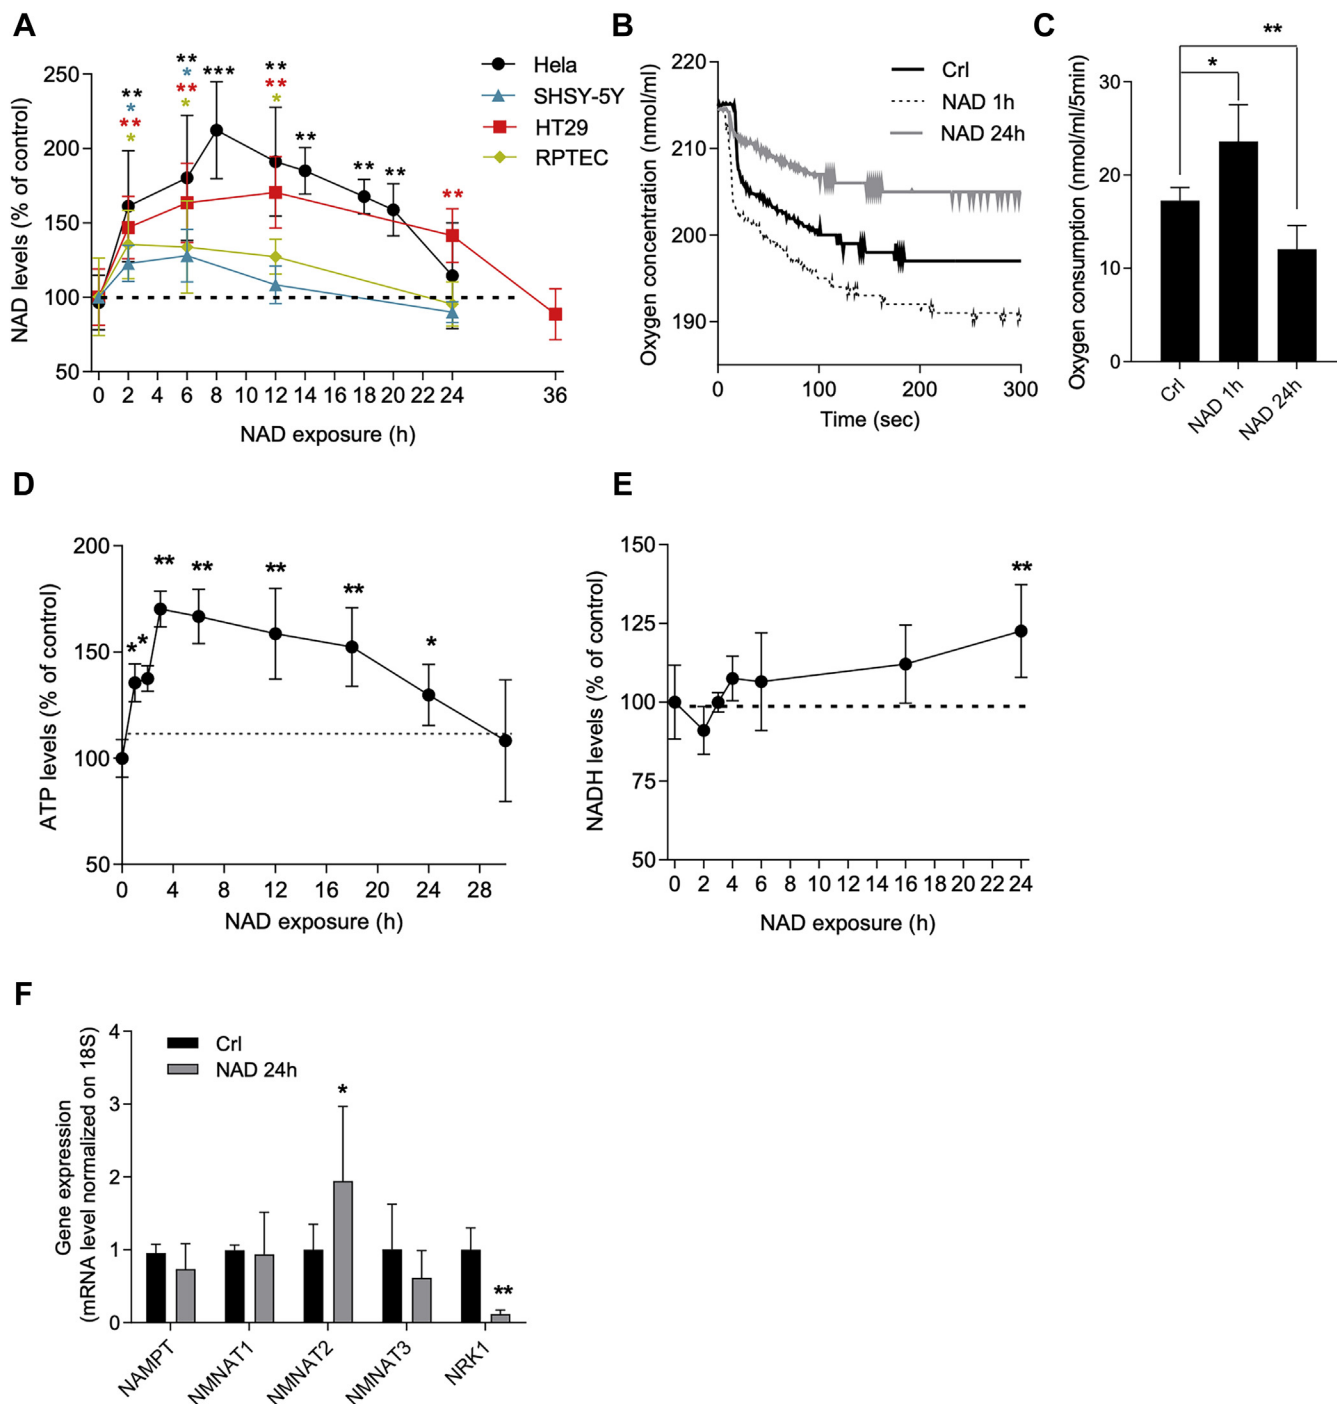 A
NAD levels (% of control)
250
200
150
100
50
** ** *** ** ** ** **
* * **
** ** *
* *
**
Hela
SHSY-5Y
HT29
RPTEC
0 2 4 6 8 10 12 14 16 18 20 22 24 36
NAD exposure (h)
B
Oxygen concentration (nmol/ml)
220
210
200
190
Crl
NAD 1h
NAD 24h
0 100 200 300
Time (sec)
C
Oxygen consumption (nmol/ml/5min)
30
20
10
0
**
*
Crl
NAD 1h
NAD 24h
D
ATP levels (% of control)
200
150
100
50
* * ** ** ** ** *
0 4 8 12 16 20 24 28
NAD exposure (h)
E
NADH levels (% of control)
150
125
100
75
50
**
0 2 4 6 8 10 12 14 16 18 20 22 24
NAD exposure (h)
F
Gene expression
(mRNA level normalized on 18S)
4
3
2
1
0
Crl
NAD 24h
*
**
NAMPT
NMNAT1
NMNAT2
NMNAT3
NRK1